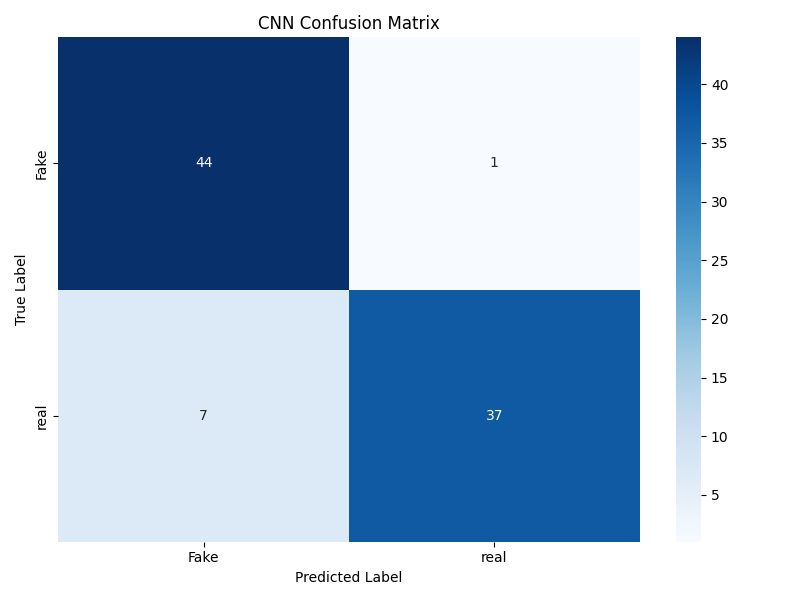 CNN Confusion Matrix
Fake
real
True Label
44
1
7
37
Fake
real
Predicted Label
40
35
30
25
20
15
10
5